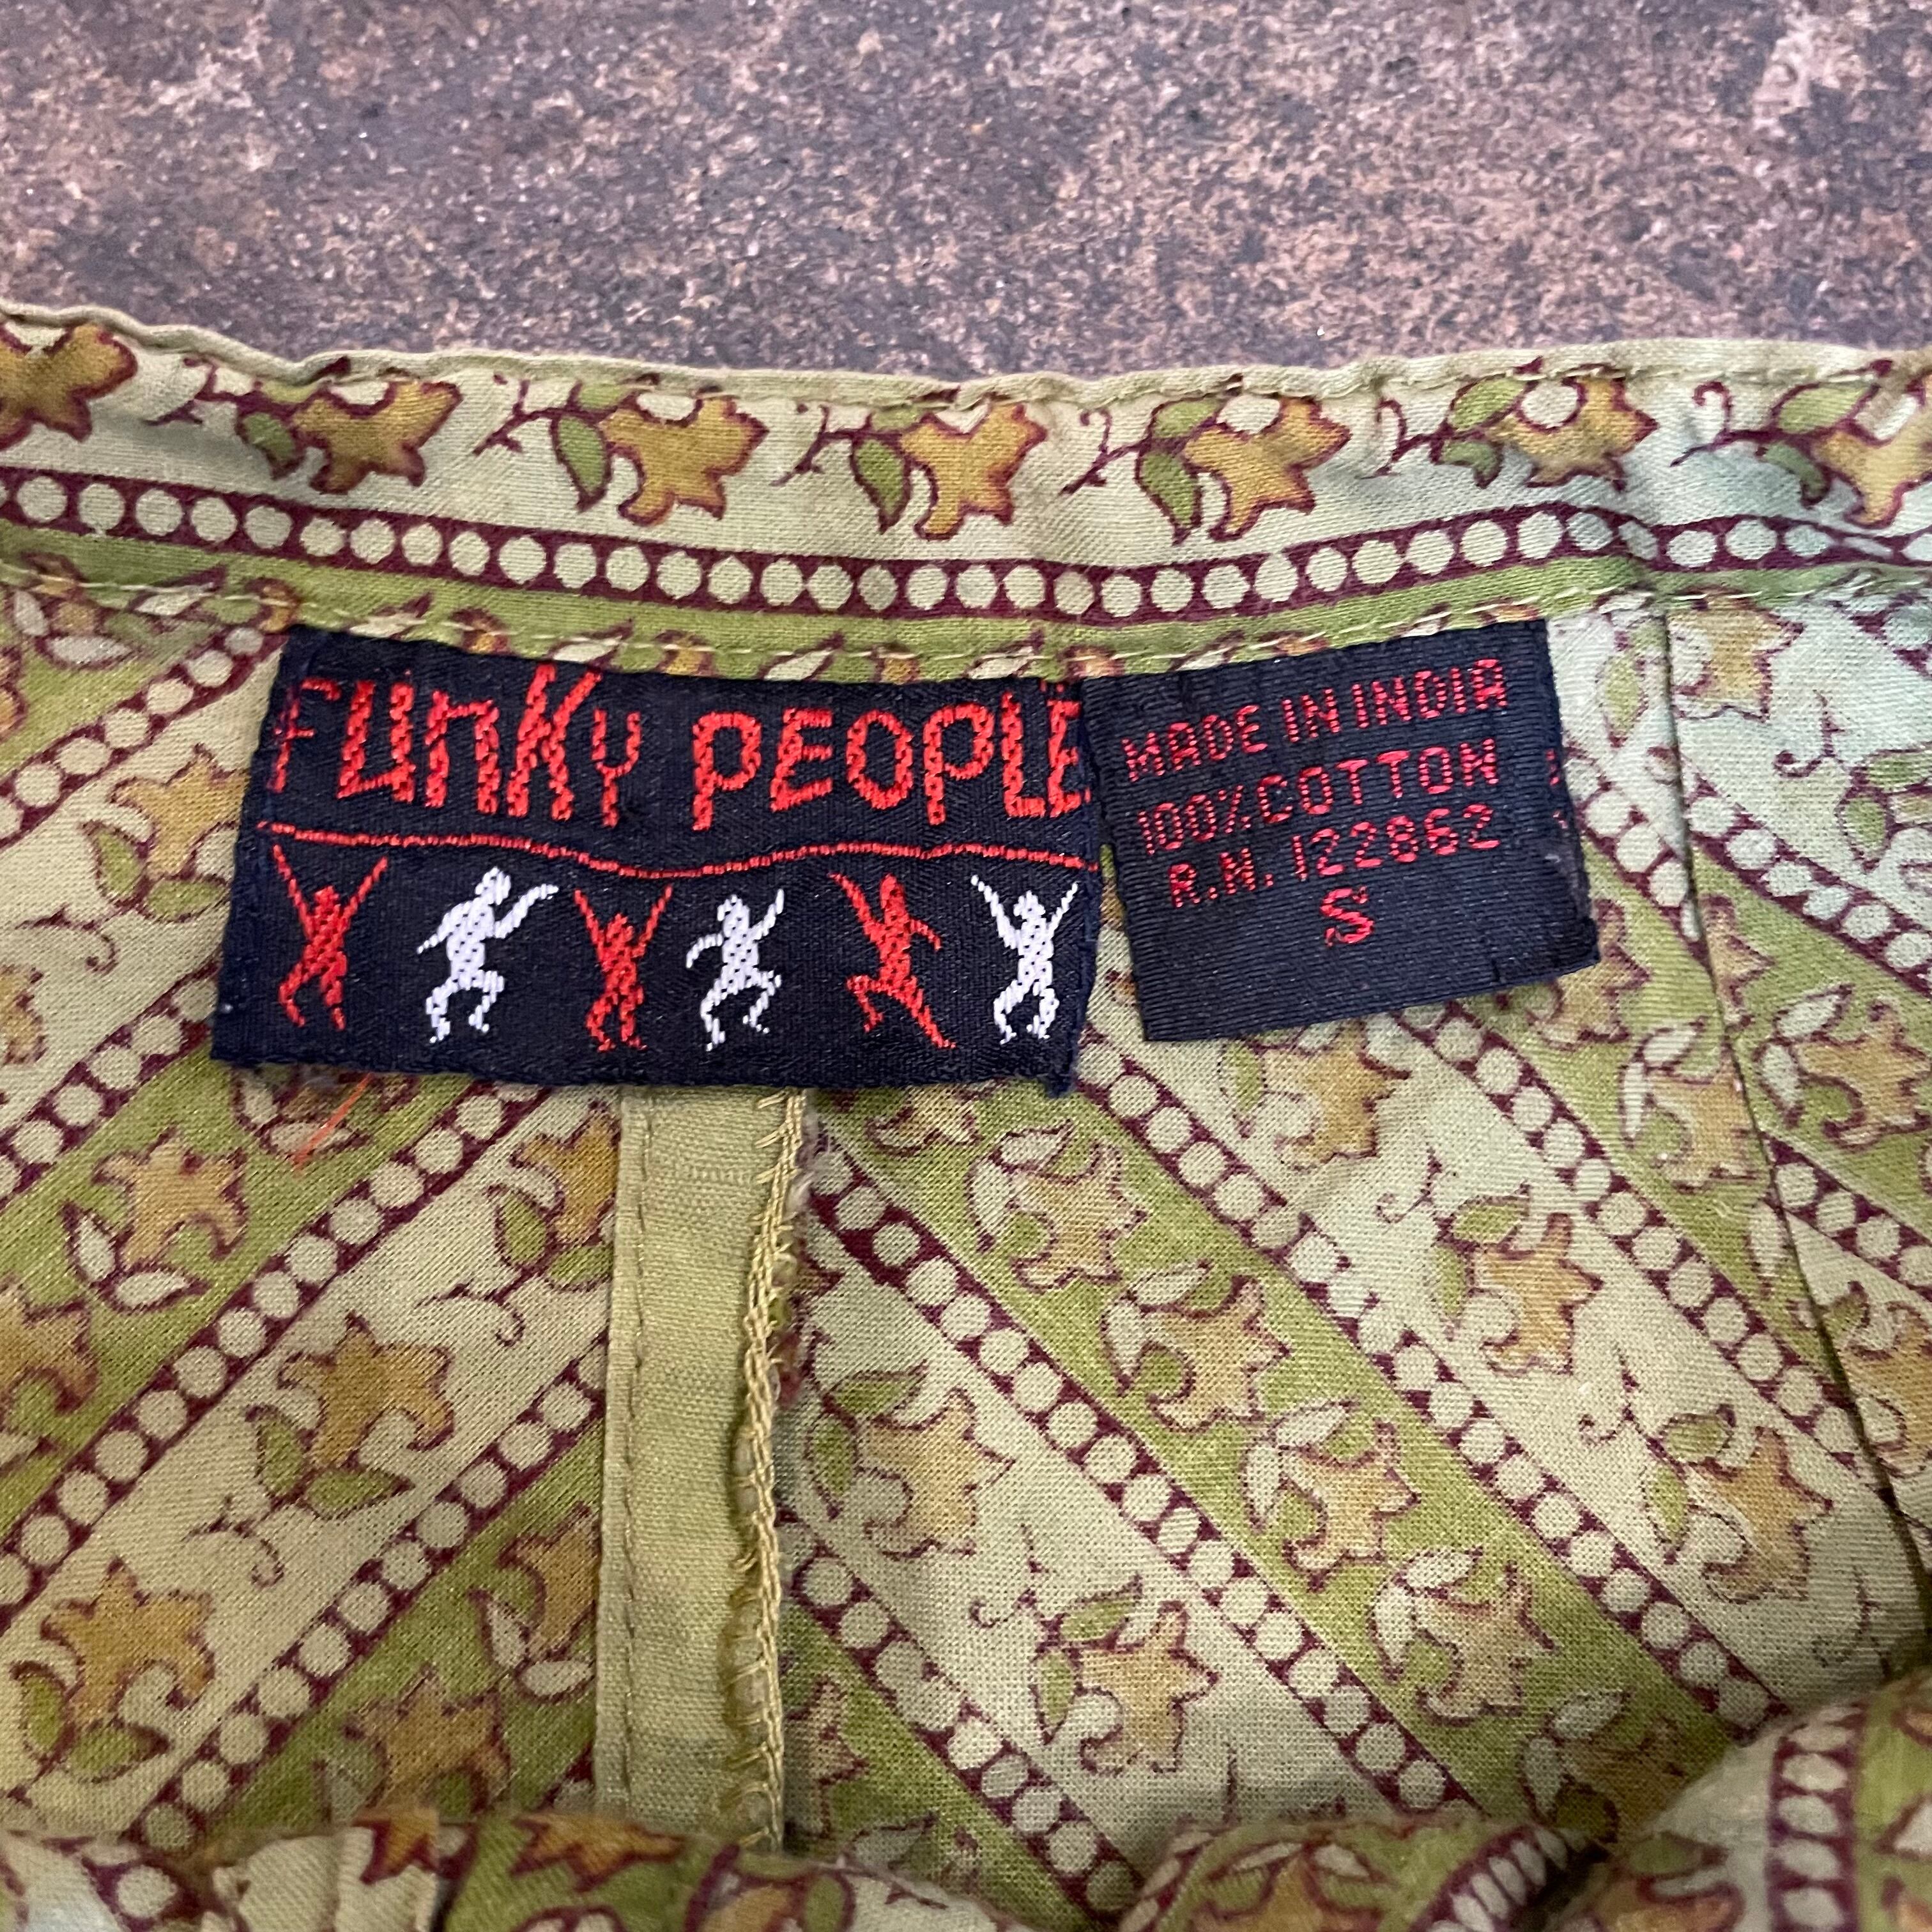 FUNKY PEOPLE
MADE IN INDIA
100% COTTON
R.N. 122862
S